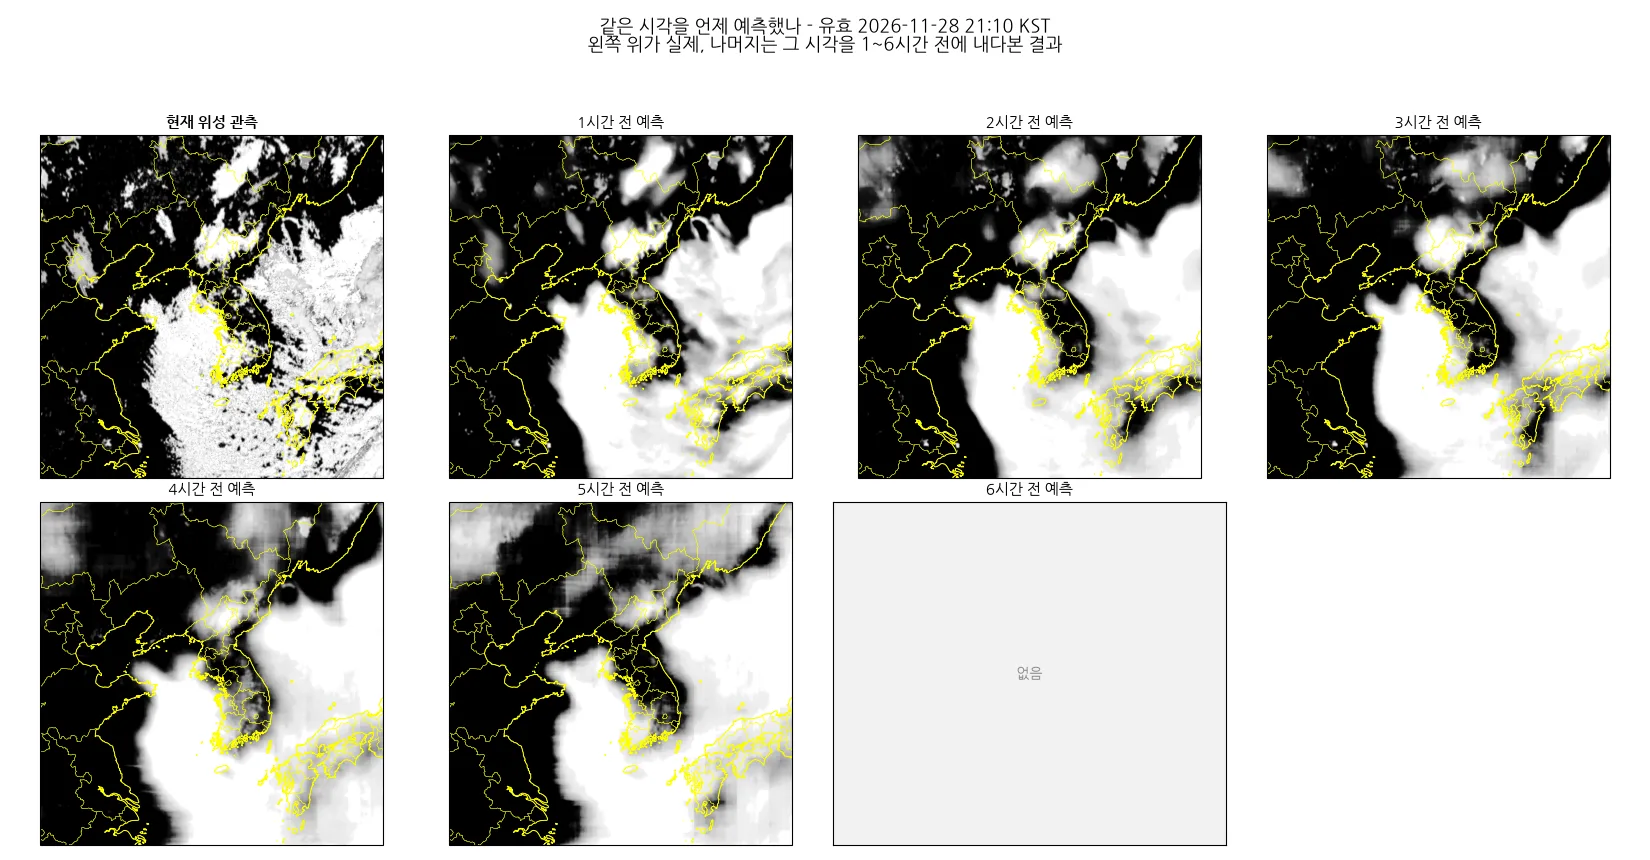 같은 시각을 언제 예측했나 - 유효 2026-11-28 21:10 KST
왼쪽 위가 실제, 나머지는 그 시각을 1~6시간 전에 내다본 결과
현재 위성 관측
1시간 전 예측
2시간 전 예측
3시간 전 예측
4시간 전 예측
5시간 전 예측
6시간 전 예측
없음